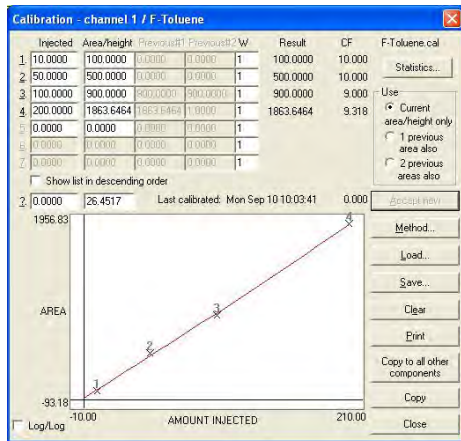 Calibration - channel 1 / F-Toluene
Injected Area/height Previous#1 Previous#2 W Result CF F-Toluene.cal
1. 10.0000 100.0000 0.0000 0.0000 1 100.0000 10.000
2. 50.0000 500.0000 0.0000 0.0000 1 500.0000 10.000
3. 100.0000 900.0000 900.0000 900.0000 1 900.0000 9.000
4. 200.0000 1863.6464 1863.6464 1.0000 1 1863.6464 9.318
5. 0.0000 0.0000 0.0000 0.0000 1
6. 0.0000 0.0000 0.0000 0.0000 1
7. 0.0000 0.0000 0.0000 0.0000 1
Statistics...
Use
Current area/height only
1 previous area also
2 previous areas also
Show list in descending order
?. 0.0000 26.4517 Last calibrated: Mon Sep 10 10:03:41 0.000
Accept new
Method...
Load...
Save...
Clear
Print
Copy to all other components
Copy
Close
1956.83
AREA
-93.18
1
2
3
4
-10.00 AMOUNT INJECTED 210.00
Log/Log